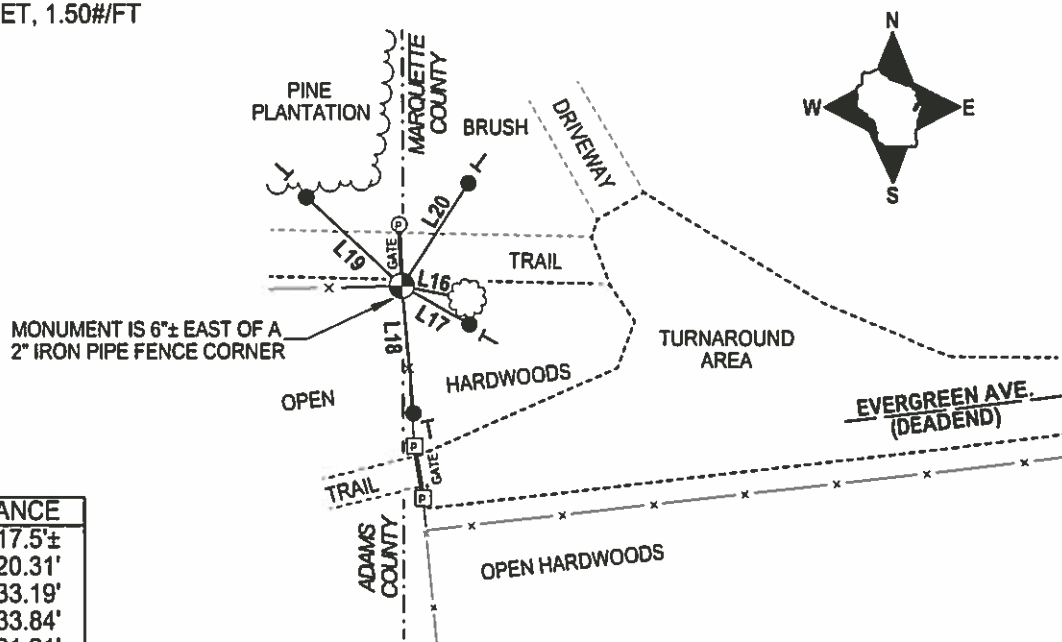 ET, 1.50#/FT
N
W
E
S
PINE
PLANTATION
MARQUETTE
COUNTY
BRUSH
DRIVEWAY
L20
P
GATE
L19
TRAIL
L16
L17
MONUMENT IS 6"± EAST OF A
2" IRON PIPE FENCE CORNER
L18
TURNAROUND
AREA
HARDWOODS
OPEN
EVERGREEN AVE.
(DEADEND)
P
GATE
TRAIL
P
ADAMS
COUNTY
OPEN HARDWOODS
ANCE
17.5'±
20.31'
33.19'
33.84'